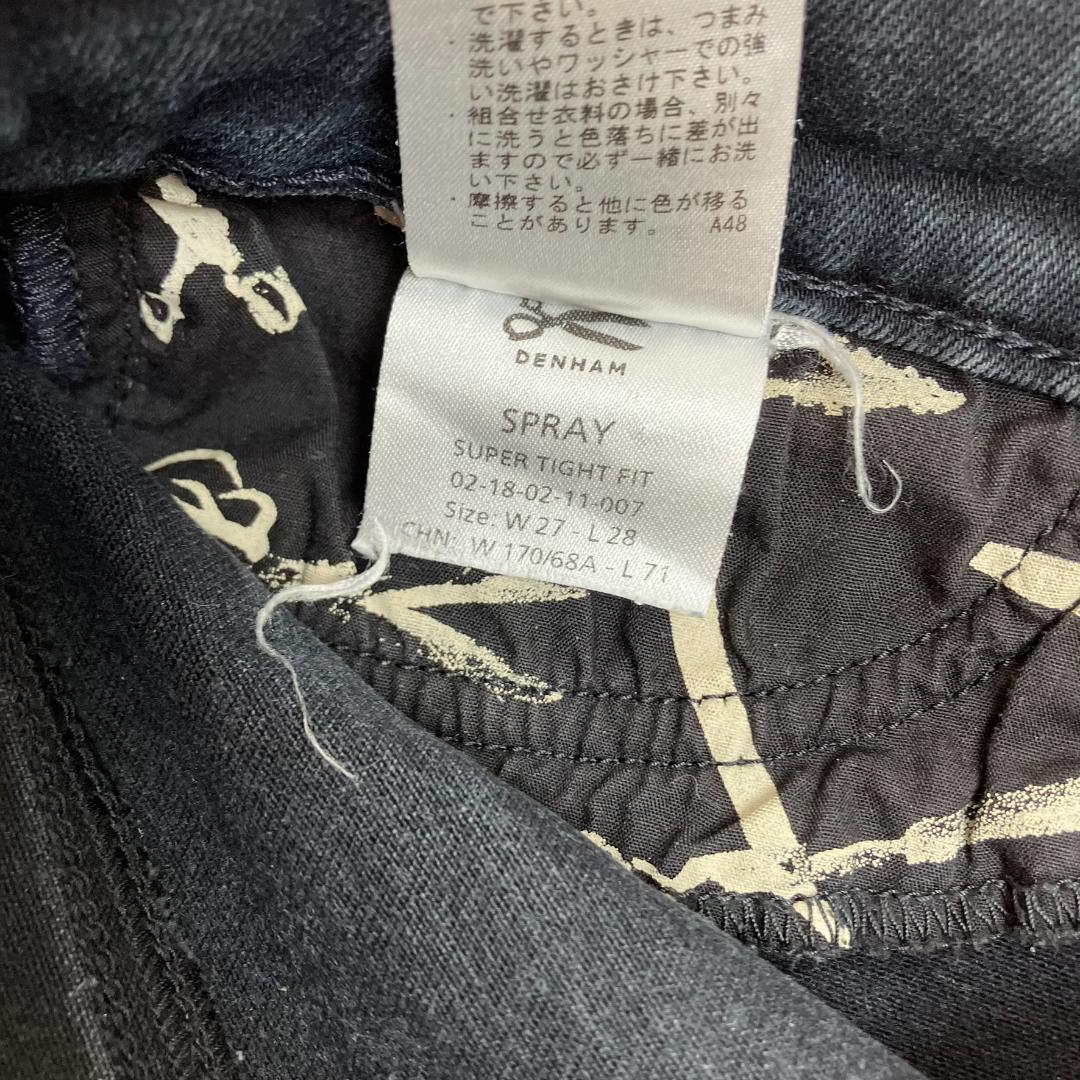 で下さい。
・洗濯するときは、つまみ
洗いやワッシャーでの強
い洗濯はおさけ下さい。
・組合せ衣料の場合、別々
に洗うと色落ちに差が出
ますので必ず一緒にお洗
い下さい。
・摩擦すると他に色が移る
ことがあります。 A48
DENHAM
SPRAY
SUPER TIGHT FIT
02-18-02-11-007
Size: W 27 - L 28
CHN: W 170/68A - L 71